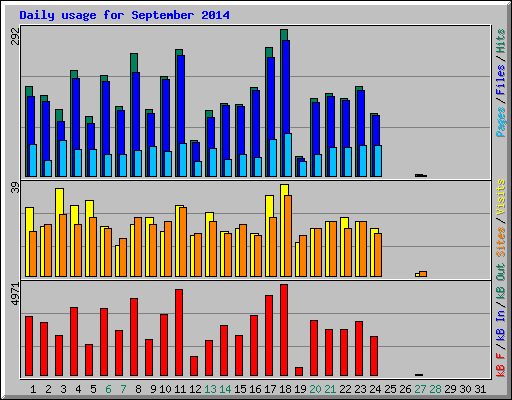 Daily usage for September 2014
292
Pages / Files / Hits
39
Sites / Visits
4971
kB F / kB In / kB Out
1 2 3 4 5 6 7 8 9 10 11 12 13 14 15 16 17 18 19 20 21 22 23 24 25 26 27 28 29 30 31